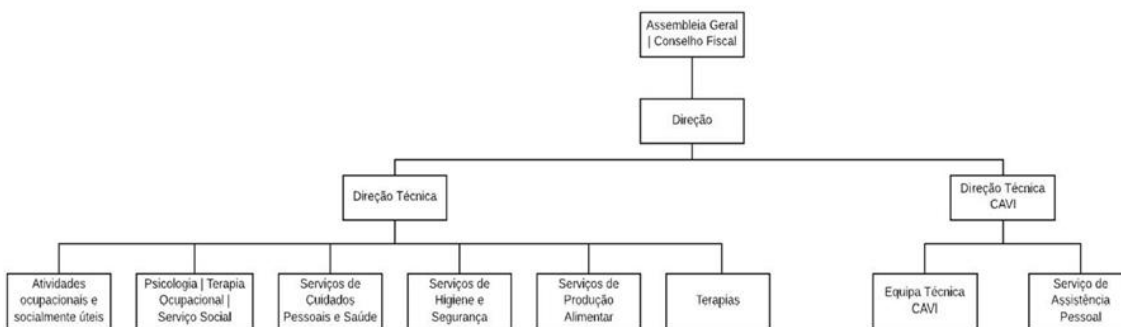 Assembleia Geral
| Conselho Fiscal
Direção
Direção Técnica
Direção Técnica
CAVI
Atividades
ocupacionais e
socialmente úteis
Psicologia | Terapia
Ocupacional |
Serviço Social
Serviços de
Cuidados
Pessoais e Saúde
Serviços de
Higiene e
Segurança
Serviços de
Produção
Alimentar
Terapias
Equipa Técnica
CAVI
Serviço de
Assistência
Pessoal